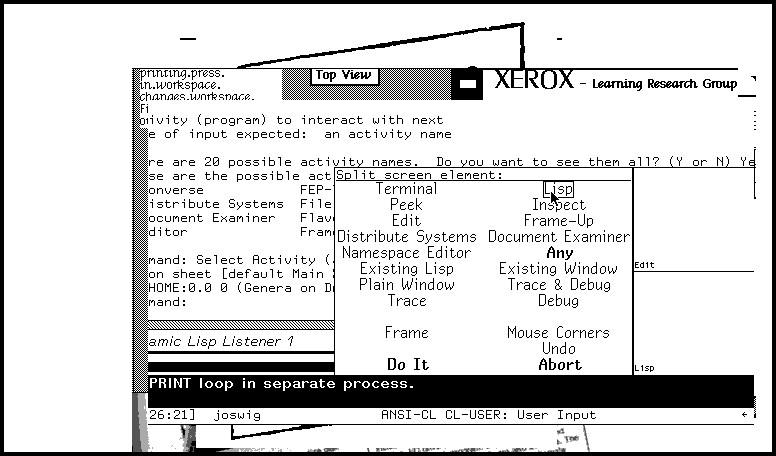 printing.press.
in.workspace.
changes.workspace.
Top View
XEROX - Learning Research Group
Fi
ivity (program) to interact with next
e of input expected: an activity name
re are 20 possible activity names. Do you want to see them all? (Y or N) Ye
se are the possible act
onverse FEP-
istribute Systems File
ocument Examiner Flav
ditor Fram
mand: Select Activity (
on sheet [default Main
HOME:0.0 0 (Genera on D
mand:
amic Lisp Listener 1
Split screen element:
Terminal Lisp
Peek Inspect
Edit Frame-Up
Distribute Systems Document Examiner
Namespace Editor Any
Existing Lisp Existing Window
Plain Window Trace & Debug
Trace Debug
Frame Mouse Corners
Undo
Do It Abort
Edit
Lisp
PRINT loop in separate process.
26:21] joswig ANSI-CL CL-USER: User Input ←